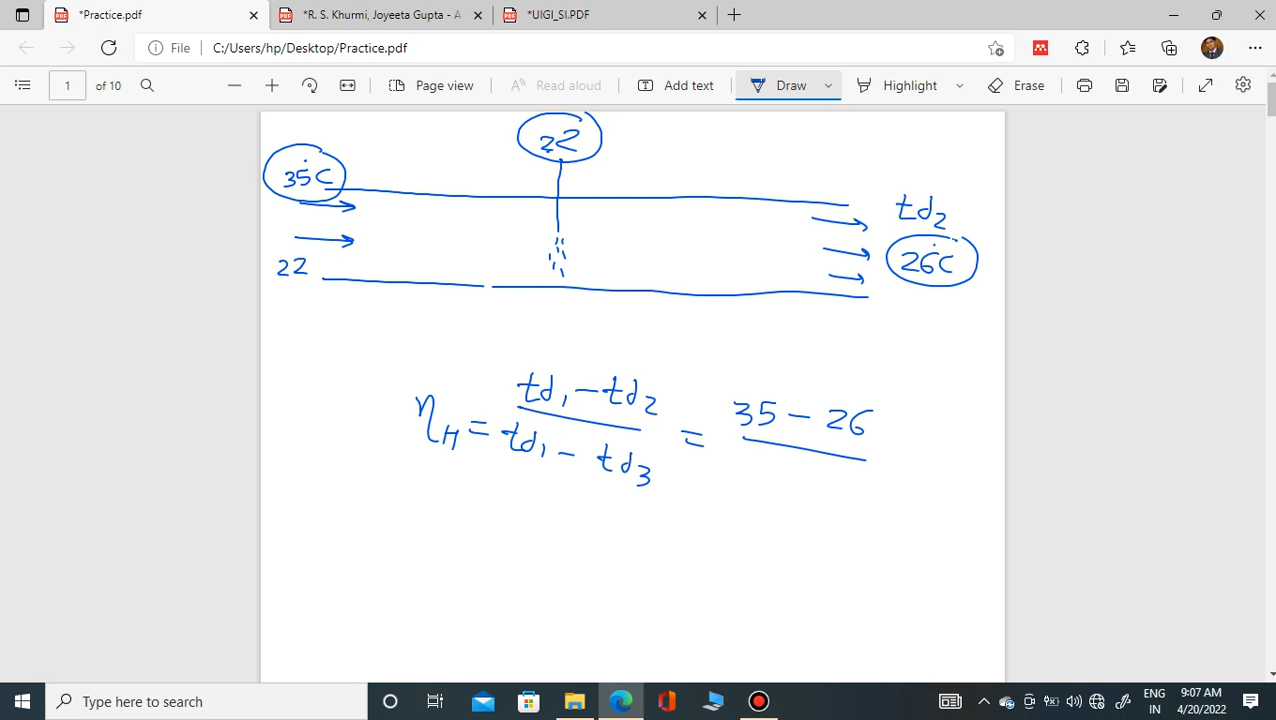 *Practice.pdf
*R. S. Khurmi, Joyeeta Gupta - A
*UIGI_SI.PDF
File
C:/Users/hp/Desktop/Practice.pdf
1
of 10
Page view
Read aloud
Add text
Draw
Highlight
Erase
22
35°C
td2
22
26°C
ηH = td1 - td2 / td1 - td3 = 35 - 26
Type here to search
ENG
IN
9:07 AM
4/20/2022